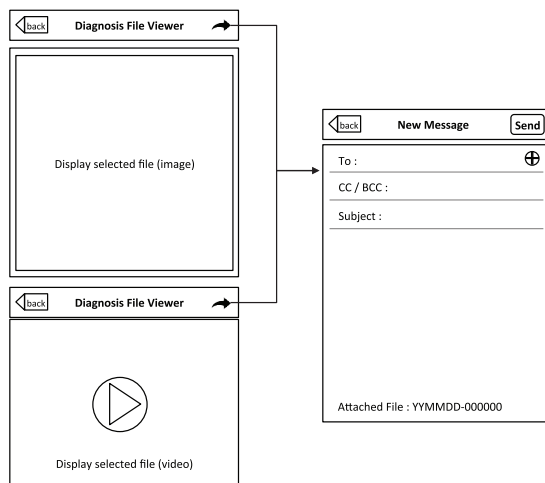 back Diagnosis File Viewer
Display selected file (image)
back New Message Send
To :
CC / BCC :
Subject :
Attached File : YYMMDD-000000
back Diagnosis File Viewer
Display selected file (video)